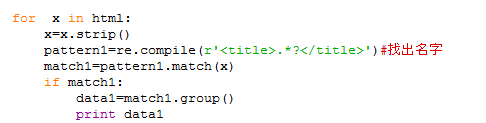 for  x in html:
    x=x.strip()
    pattern1=re.compile(r'<title>.*?</title>')#找出名字
    match1=pattern1.match(x)
    if match1:
        data1=match1.group()
        print data1